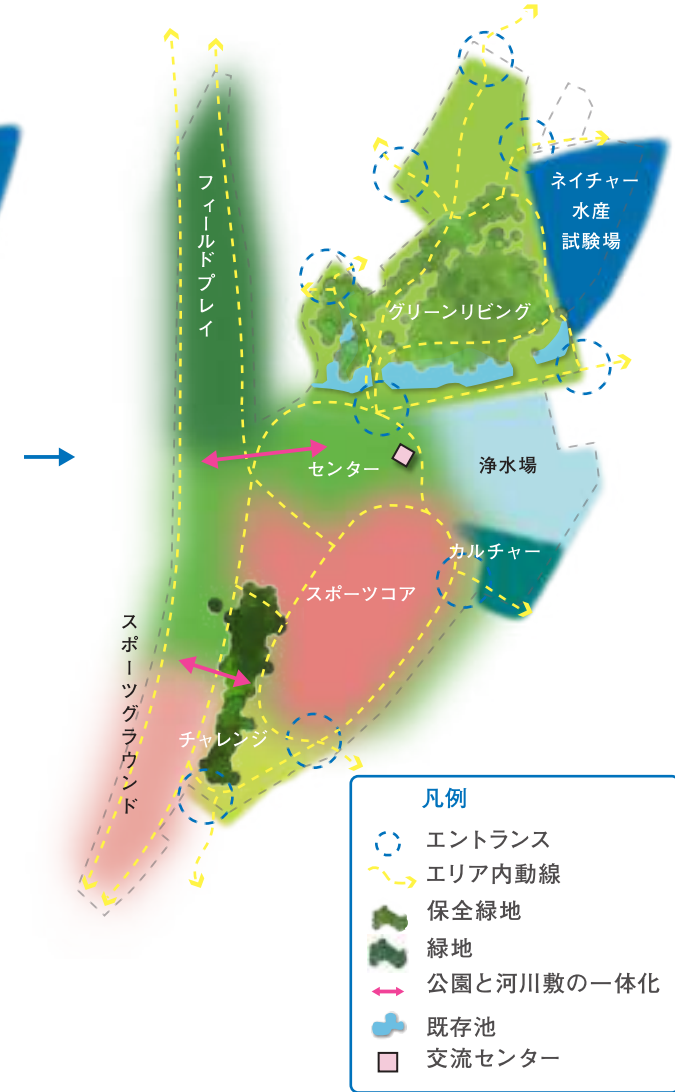 フィールドプレイ
ネイチャー
水産
試験場
グリーンリビング
センター
浄水場
カルチャー
スポーツコア
スポーツグラウンド
チャレンジ
凡例
エントランス
エリア内動線
保全緑地
緑地
公園と河川敷の一体化
既存池
交流センター